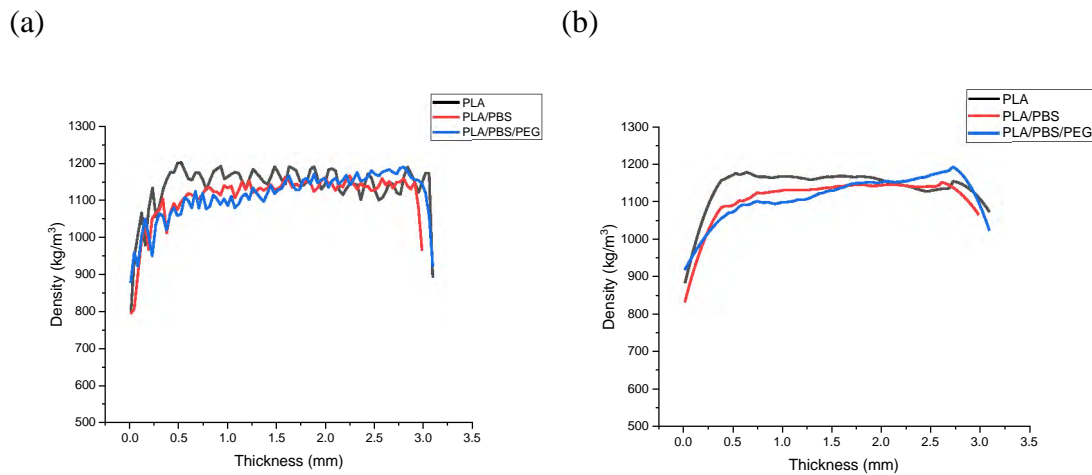 (a)
(b)
PLA
PLA/PBS
PLA/PBS/PEG
1300
1200
1100
1000
900
800
700
600
500
Density (kg/m³)
0.0 0.5 1.0 1.5 2.0 2.5 3.0 3.5
Thickness (mm)
PLA
PLA/PBS
PLA/PBS/PEG
1300
1200
1100
1000
900
800
700
600
500
Density (kg/m³)
0.0 0.5 1.0 1.5 2.0 2.5 3.0 3.5
Thickness (mm)